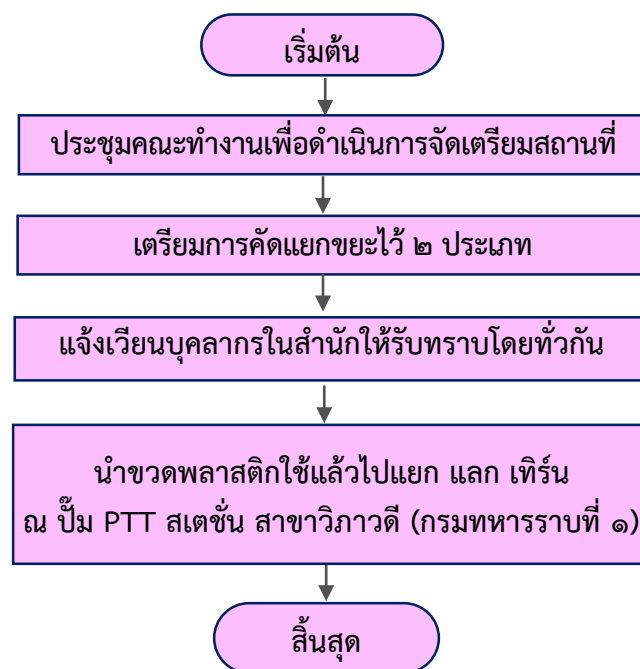 เริ่มต้น
ประชุมคณะทำงานเพื่อดำเนินการจัดเตรียมสถานที่
เตรียมการคัดแยกขยะไว้ ๒ ประเภท
แจ้งเวียนบุคลากรในสำนักให้รับทราบโดยทั่วกัน
นำขวดพลาสติกใช้แล้วไปแยก แลก เทิร์น
ณ ปั๊ม PTT สเตชั่น สาขาวิภาวดี (กรมทหารราบที่ ๑)
สิ้นสุด